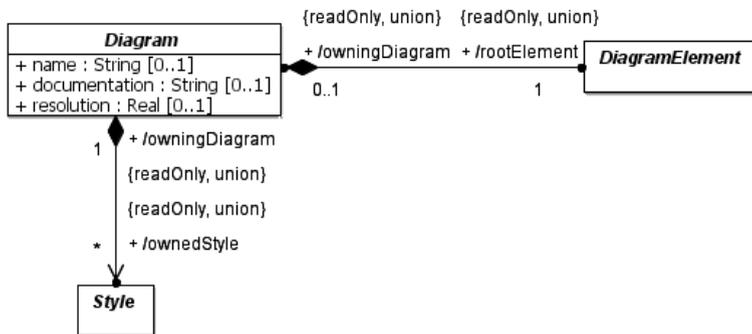 {readOnly, union} {readOnly, union}
Diagram
+ /owningDiagram + /rootElement
DiagramElement
+ name : String [0..1]
+ documentation : String [0..1]
+ resolution : Real [0..1]
0..1 1
1 + /owningDiagram
{readOnly, union}
{readOnly, union}
* + /ownedStyle
Style